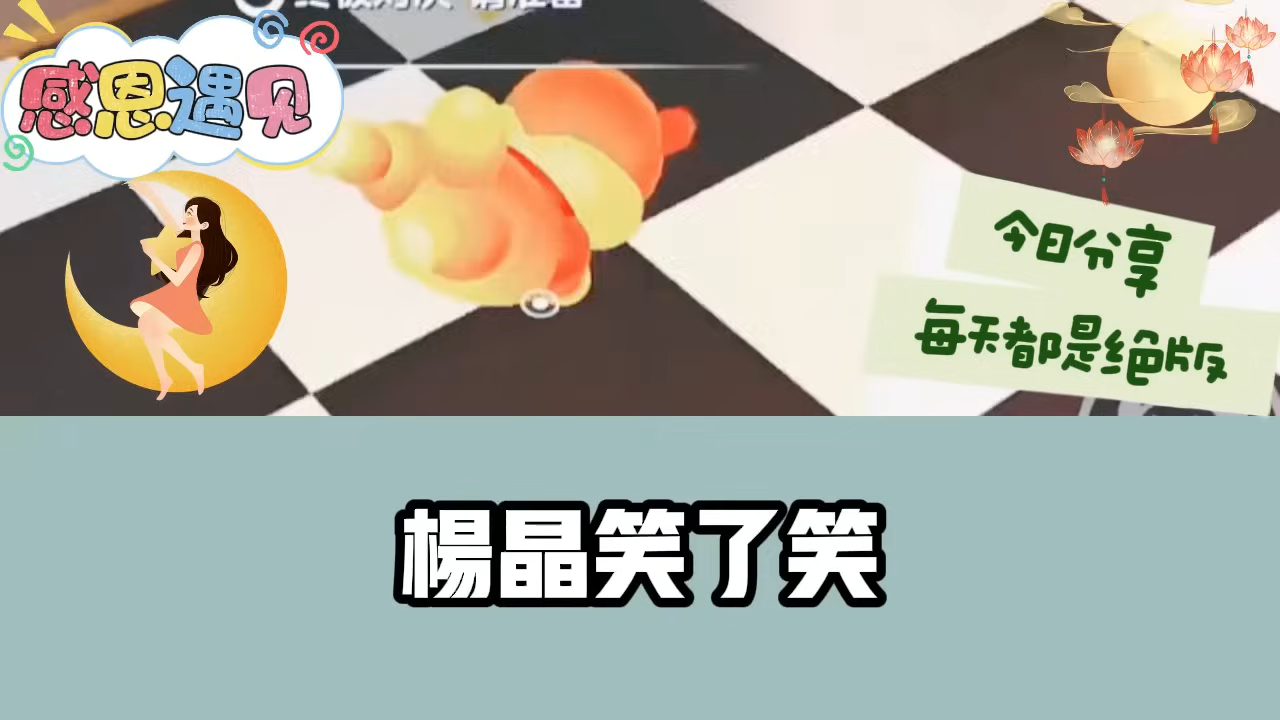 感恩遇见
今日分享
每天都是绝版
楊晶笑了笑